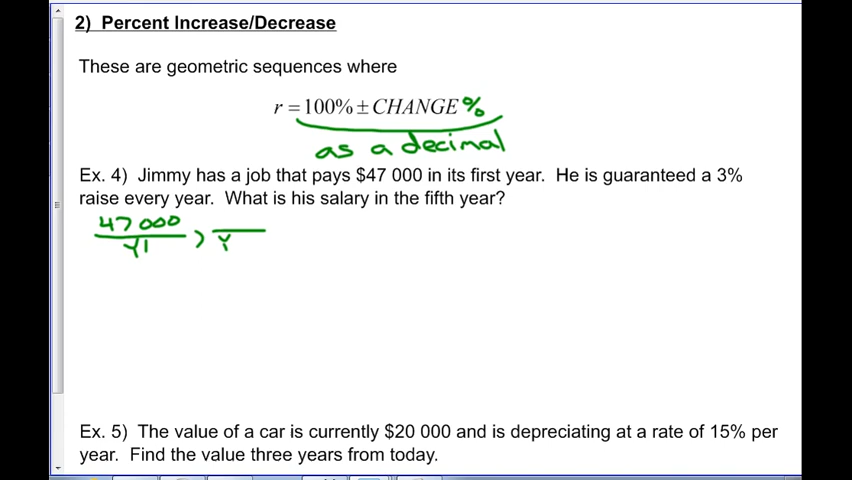 2) Percent Increase/Decrease
These are geometric sequences where
r = 100% ± CHANGE %
as a decimal
Ex. 4) Jimmy has a job that pays $47 000 in its first year. He is guaranteed a 3%
raise every year. What is his salary in the fifth year?
47 000
Y1 , Y
Ex. 5) The value of a car is currently $20 000 and is depreciating at a rate of 15% per
year. Find the value three years from today.